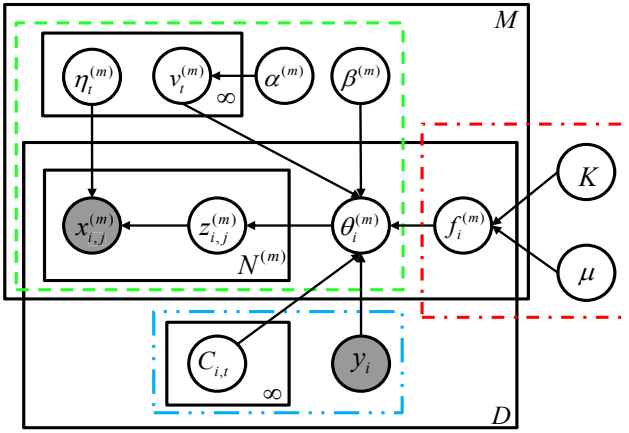 M
η_t^{(m)} v_t^{(m)} α^{(m)} β^{(m)}
∞
K
x_{i,j}^{(m)} z_{i,j}^{(m)} θ_i^{(m)} f_i^{(m)}
N^{(m)}
μ
C_{i,t} y_i
∞
D